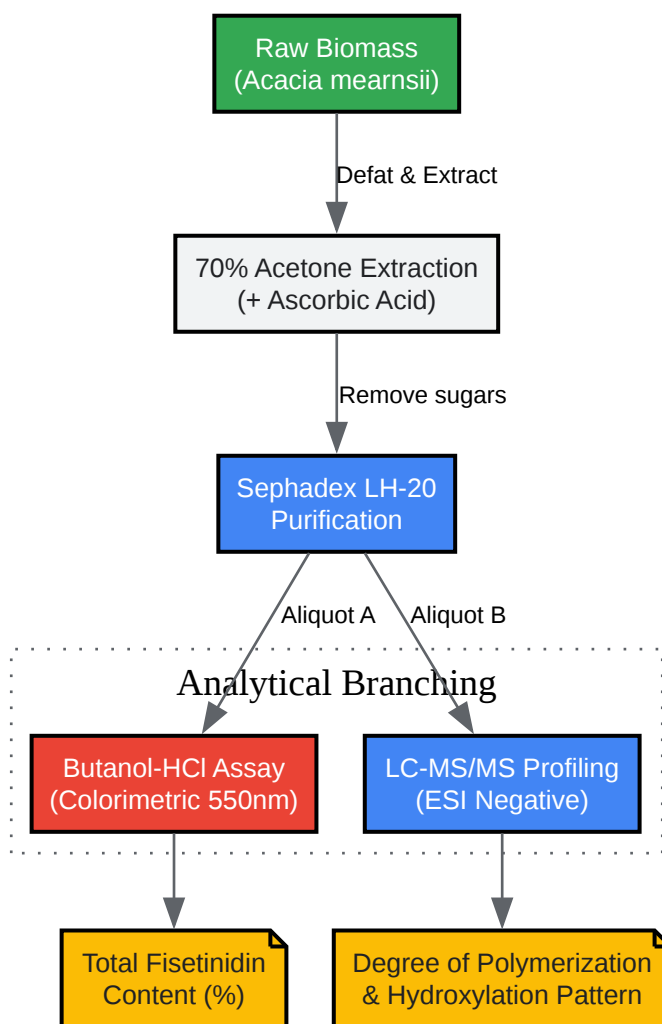 Raw Biomass
(Acacia mearnsii)
Defat & Extract
70% Acetone Extraction
(+ Ascorbic Acid)
Remove sugars
Sephadex LH-20
Purification
Aliquot A
Aliquot B
Analytical Branching
Butanol-HCl Assay
(Colorimetric 550nm)
LC-MS/MS Profiling
(ESI Negative)
Total Fisetinidin
Content (%)
Degree of Polymerization
& Hydroxylation Pattern